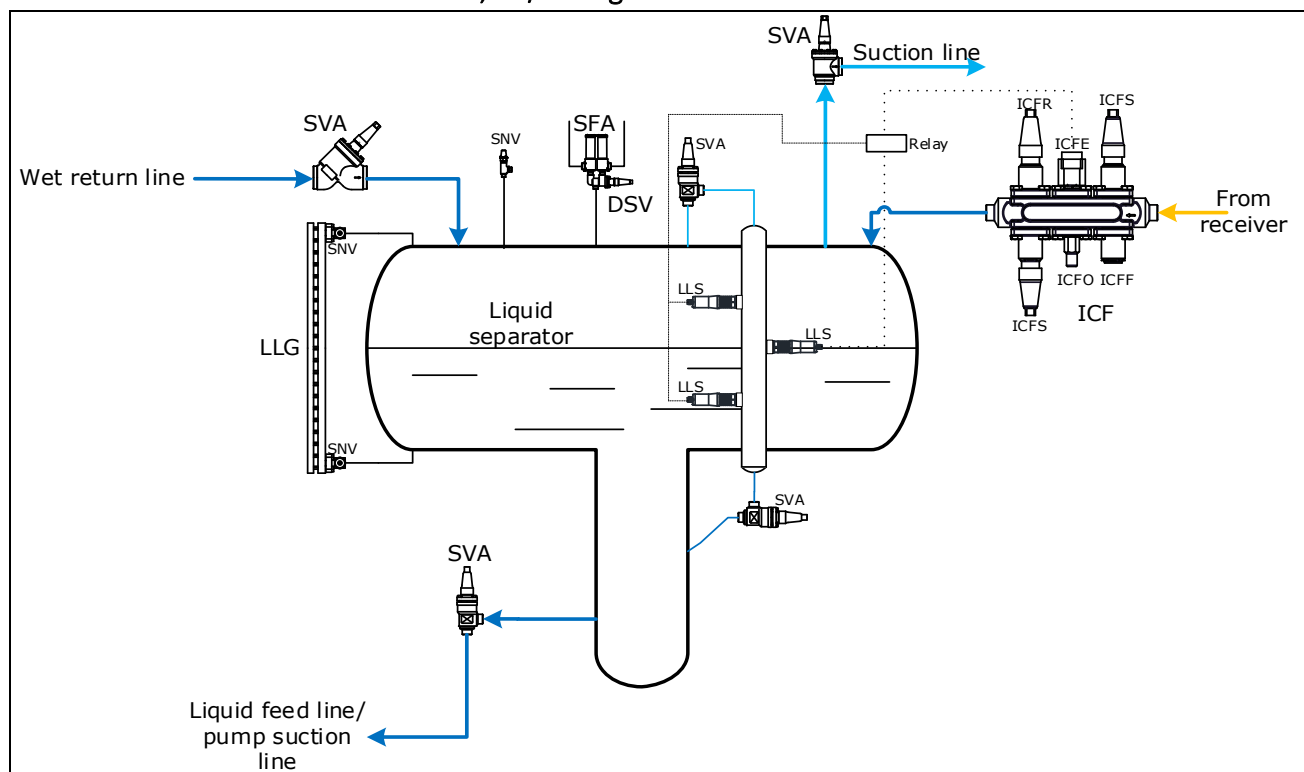 SVA
Suction line
ICFR
ICFS
SVA
SFA
SNV
SVA
Relay
ICFE
Wet return line
DSV
From
receiver
SNV
LLS
ICFO
ICFF
ICF
Liquid
separator
ICFS
LLS
LLG
LLS
SNV
SVA
SVA
Liquid feed line/
pump suction
line